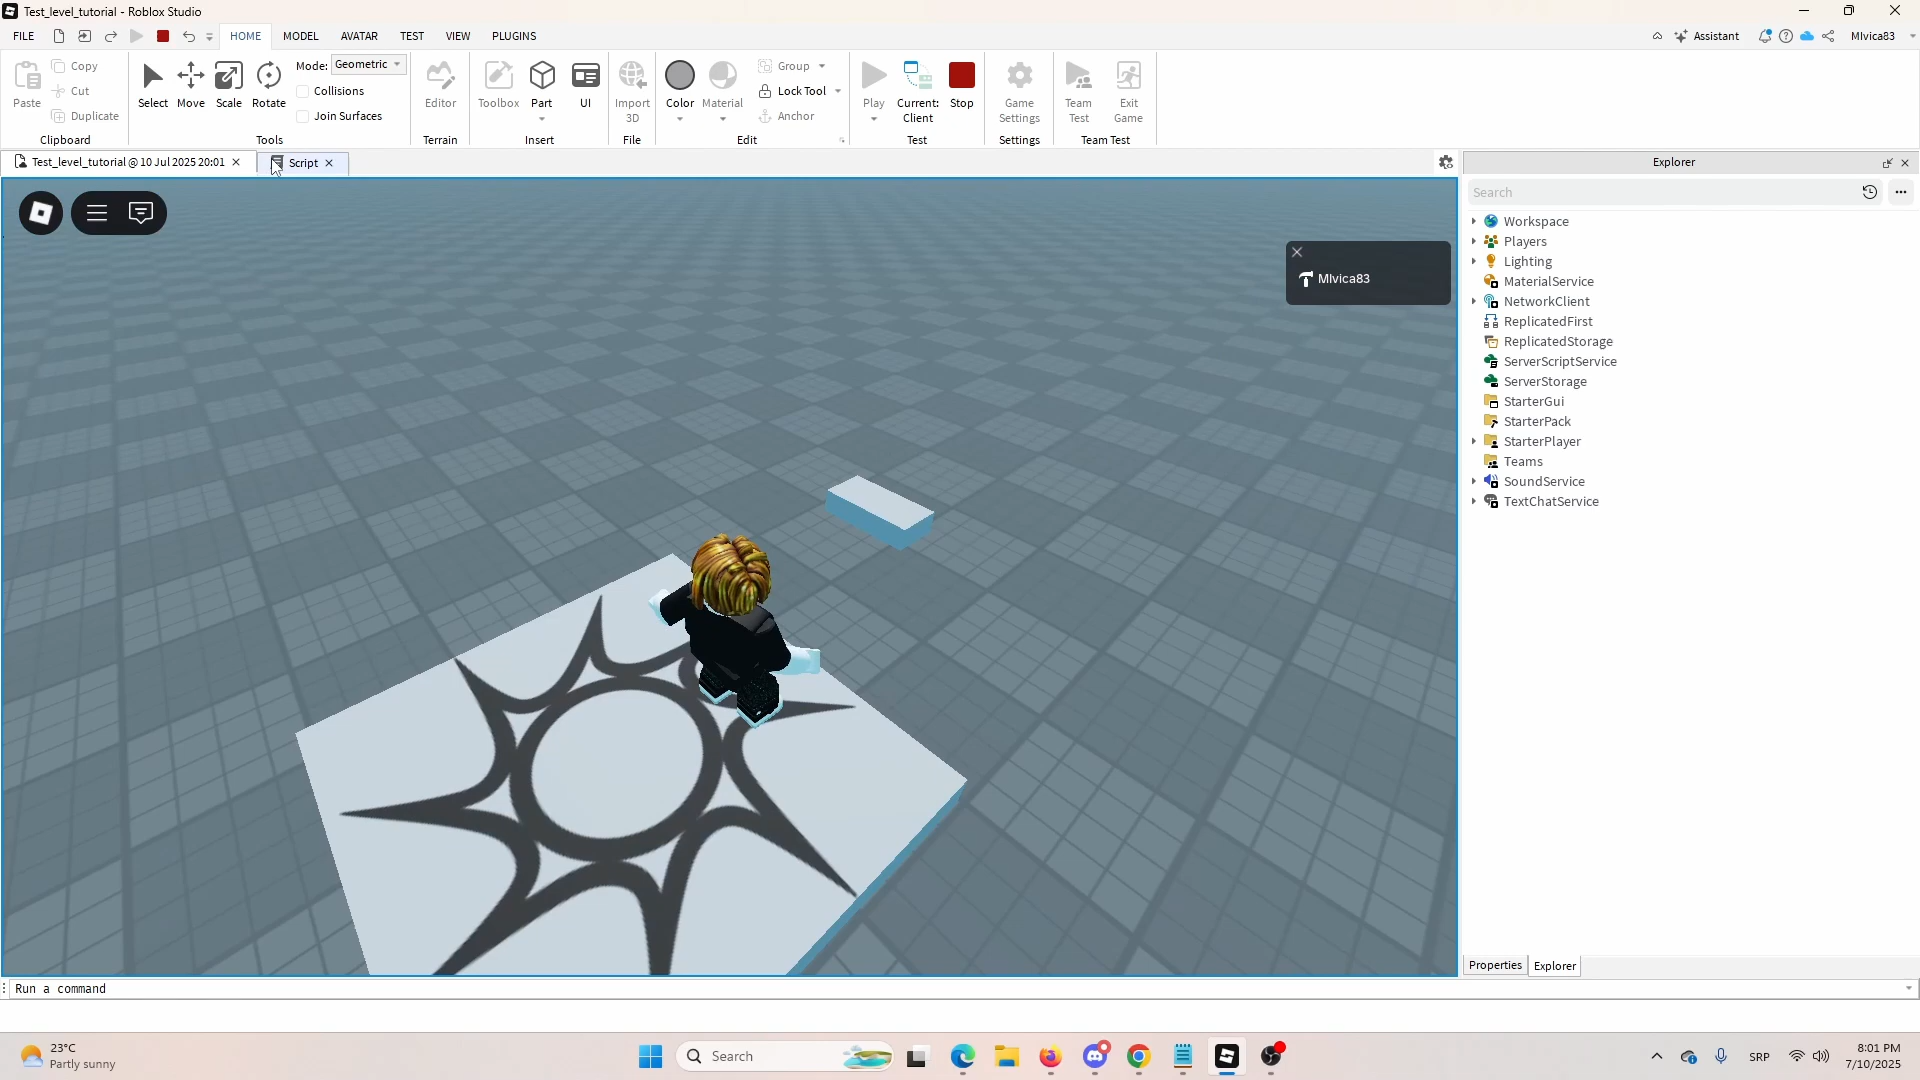 Test_level_tutorial - Roblox Studio
FILE HOME MODEL AVATAR TEST VIEW PLUGINS Assistant MIvica83
Paste Copy Cut Duplicate Clipboard
Select Move Scale Rotate Mode: Geometric Collisions Join Surfaces Tools
Editor Terrain
Toolbox Part UI Insert
Import 3D File
Color Material Group Lock Tool Anchor Edit
Play Current: Client Stop Test
Game Settings Settings
Team Test Exit Game Team Test
Test_level_tutorial @ 10 Jul 2025 20:01 Script
MIvica83
Explorer
Search
Workspace
Players
Lighting
MaterialService
NetworkClient
ReplicatedFirst
ReplicatedStorage
ServerScriptService
ServerStorage
StarterGui
StarterPack
StarterPlayer
Teams
SoundService
TextChatService
Properties Explorer
Run a command
23°C
Partly sunny
Search
SRP
8:01 PM
7/10/2025